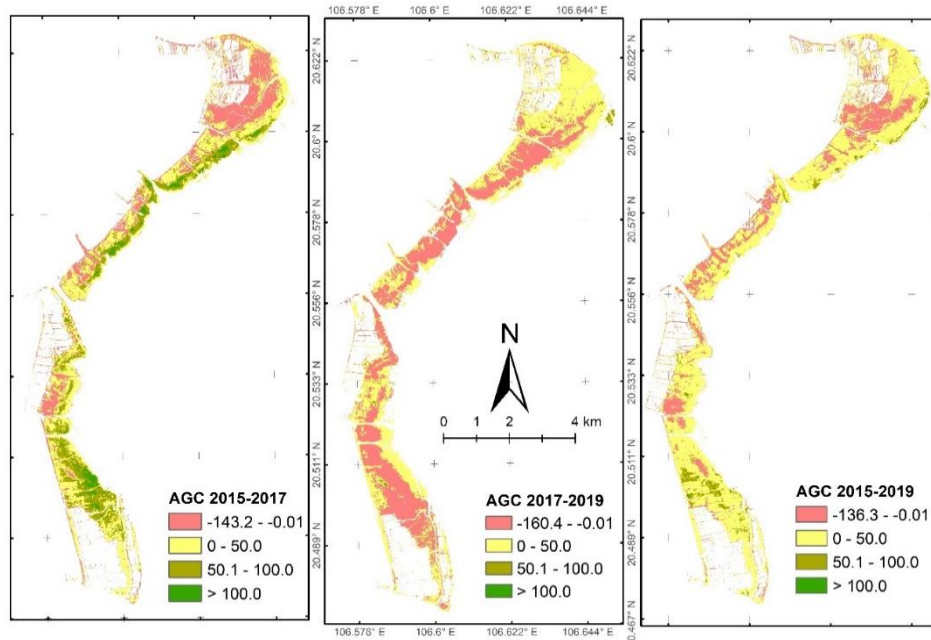 106.578° E 106.6° E 106.622° E 106.644° E
20.622° N
20.6° N
20.578° N
20.556° N
20.533° N
20.511° N
20.489° N
AGC 2015-2017
-143.2 - -0.01
0 - 50.0
50.1 - 100.0
> 100.0
N
0 1 2 4 km
AGC 2017-2019
-160.4 - -0.01
0 - 50.0
50.1 - 100.0
> 100.0
106.578° E 106.6° E 106.622° E 106.644° E
20.622° N
20.6° N
20.578° N
20.556° N
20.533° N
20.511° N
20.489° N
20.467° N
AGC 2015-2019
-136.3 - -0.01
0 - 50.0
50.1 - 100.0
> 100.0